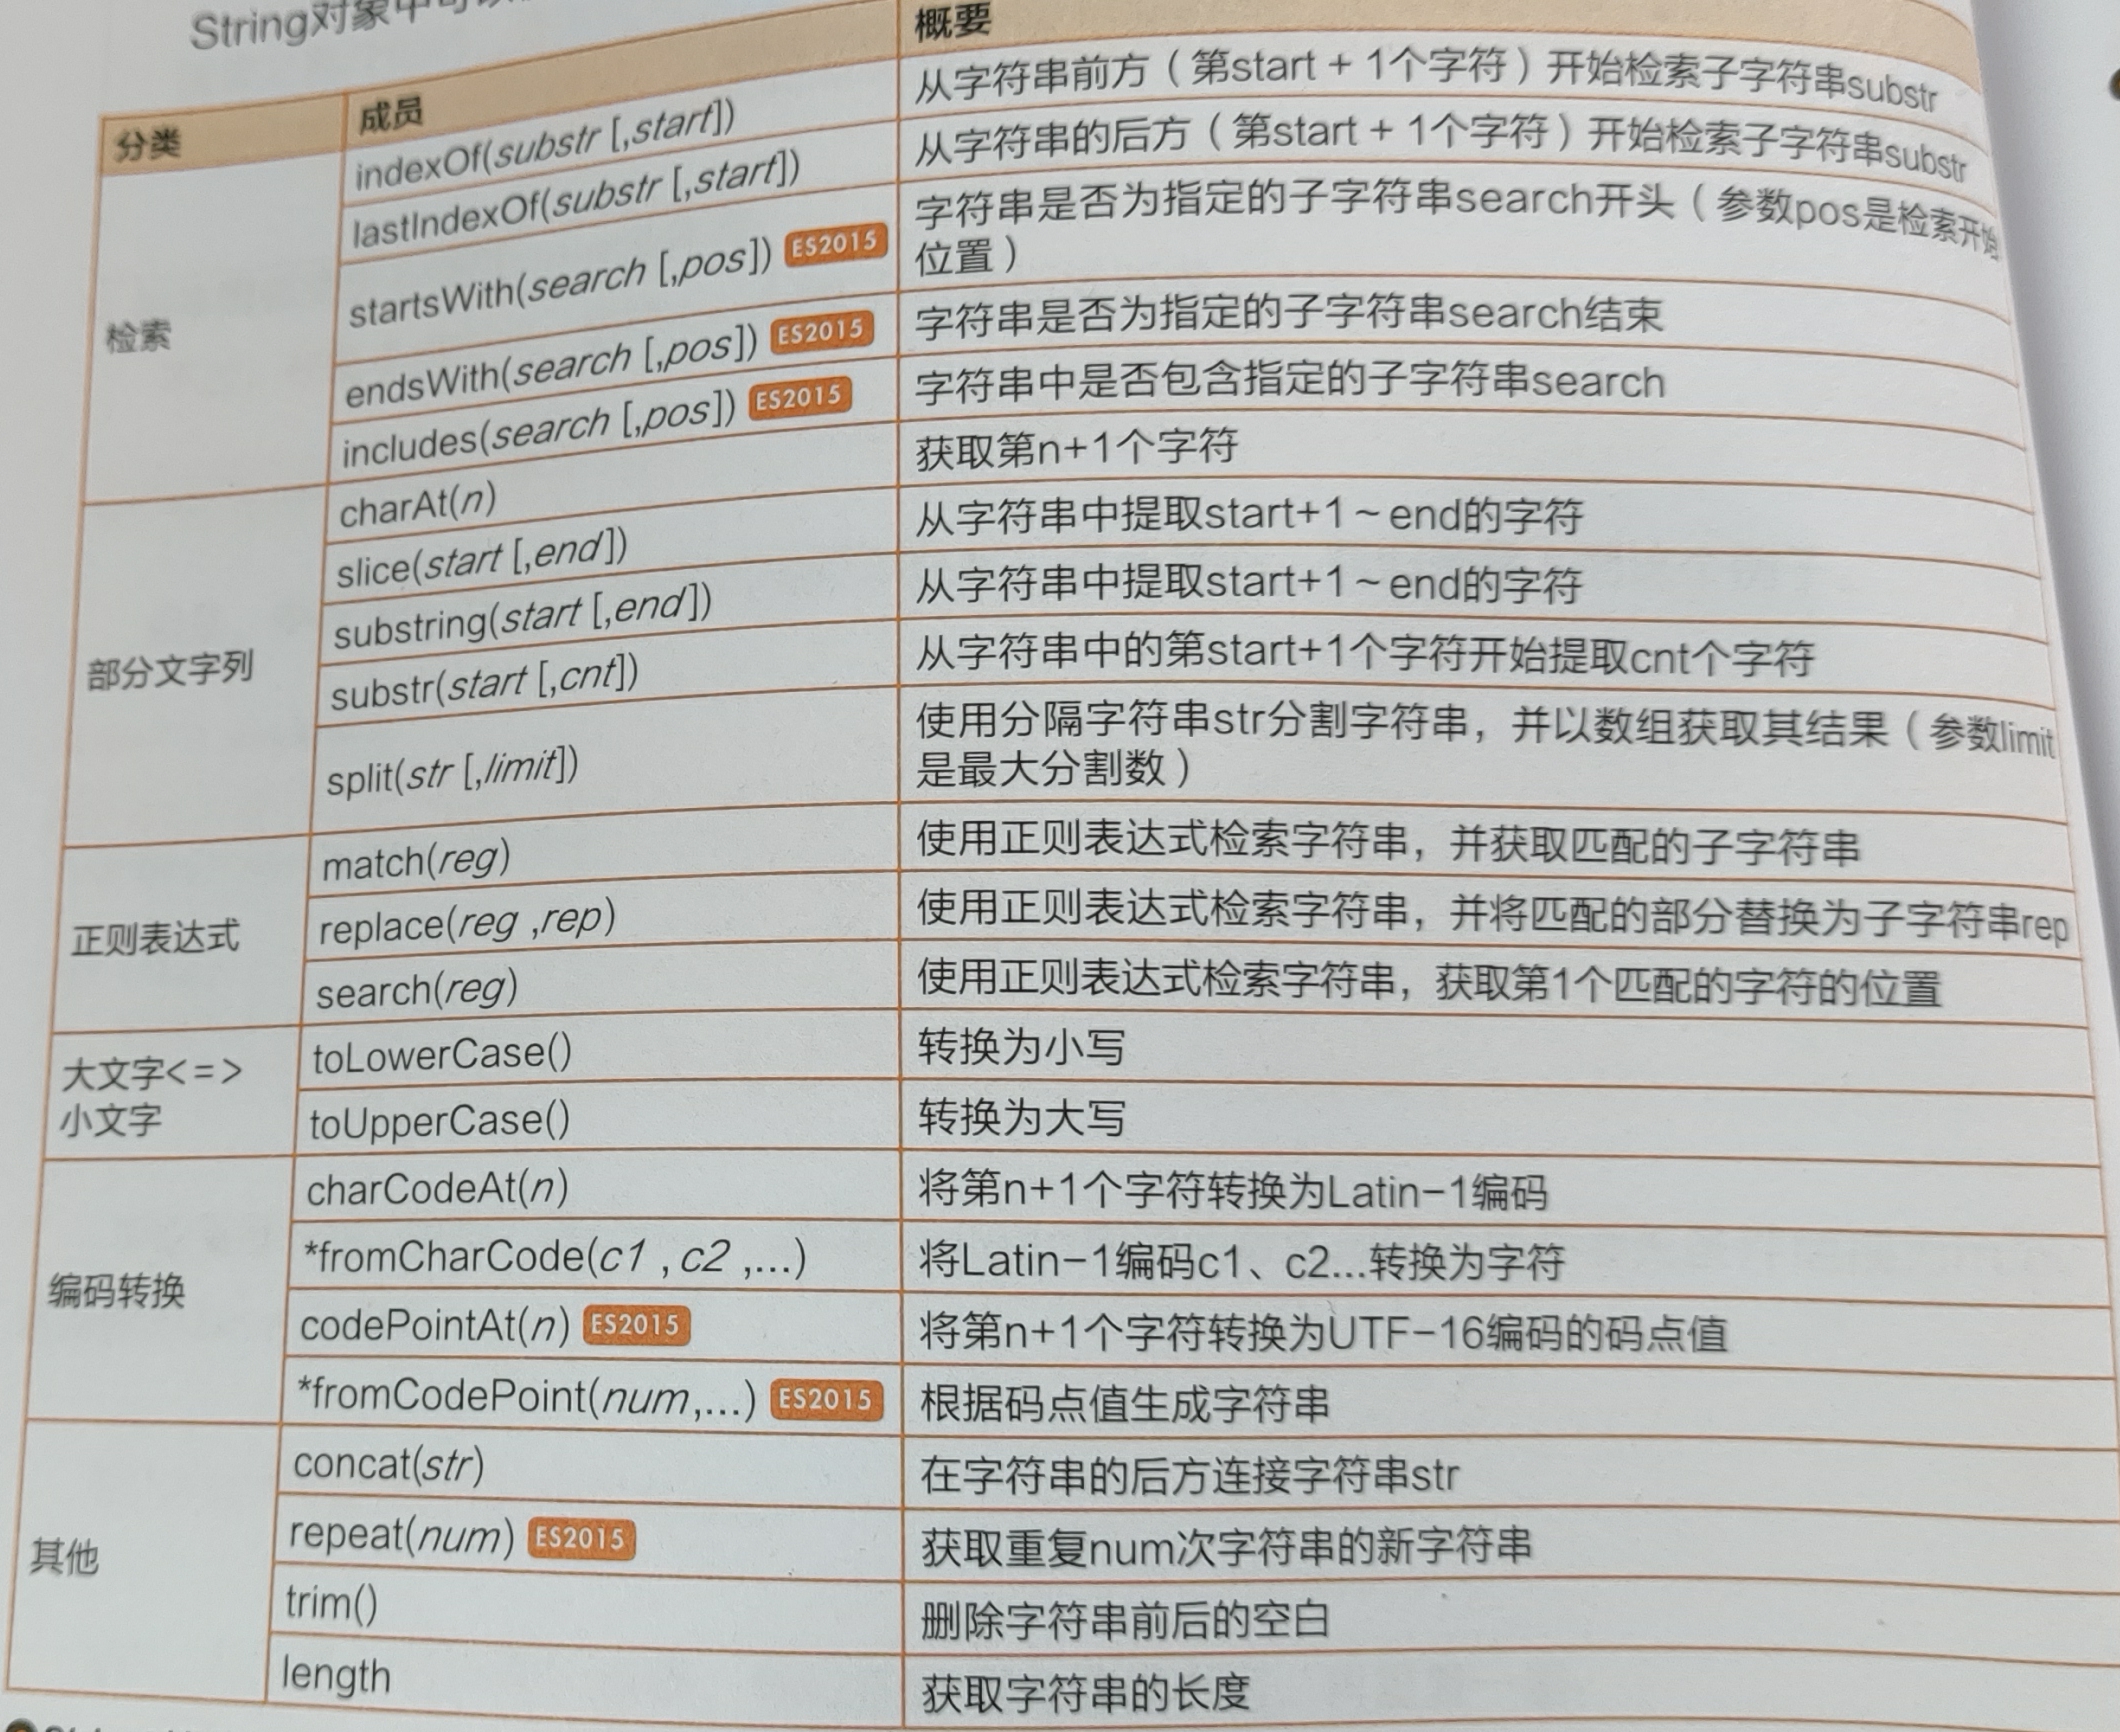 String对象中可以
分类 成员 概要
检索 indexOf(substr [,start]) 从字符串前方（第start + 1个字符）开始检索子字符串substr
lastIndexOf(substr [,start]) 从字符串的后方（第start + 1个字符）开始检索子字符串substr
startsWith(search [,pos]) ES2015 字符串是否为指定的子字符串search开头（参数pos是检索开始
位置）
endsWith(search [,pos]) ES2015 字符串是否为指定的子字符串search结束
includes(search [,pos]) ES2015 字符串中是否包含指定的子字符串search
部分文字列 charAt(n) 获取第n+1个字符
slice(start [,end]) 从字符串中提取start+1～end的字符
substring(start [,end]) 从字符串中提取start+1～end的字符
substr(start [,cnt]) 从字符串中的第start+1个字符开始提取cnt个字符
split(str [,limit]) 使用分隔字符串str分割字符串，并以数组获取其结果（参数limit
是最大分割数）
正则表达式 match(reg) 使用正则表达式检索字符串，并获取匹配的子字符串
replace(reg ,rep) 使用正则表达式检索字符串，并将匹配的部分替换为子字符串rep
search(reg) 使用正则表达式检索字符串，获取第1个匹配的字符的位置
大文字<=>
小文字
toLowerCase() 转换为小写
toUpperCase() 转换为大写
编码转换 charCodeAt(n) 将第n+1个字符转换为Latin-1编码
*fromCharCode(c1 , c2 ,...) 将Latin-1编码c1、c2...转换为字符
codePointAt(n) ES2015 将第n+1个字符转换为UTF-16编码的码点值
*fromCodePoint(num,...) ES2015 根据码点值生成字符串
其他 concat(str) 在字符串的后方连接字符串str
repeat(num) ES2015 获取重复num次字符串的新字符串
trim() 删除字符串前后的空白
length 获取字符串的长度